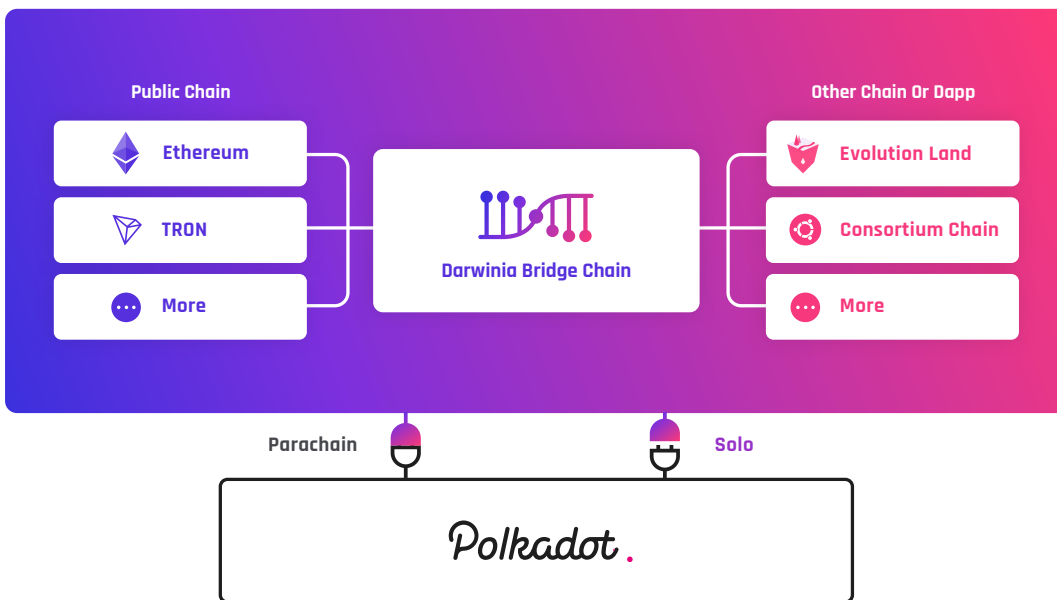 Public Chain
Other Chain Or Dapp
Ethereum
Evolution Land
TRON
Consortium Chain
Darwinia Bridge Chain
More
More
Parachain
Solo
Polkadot.